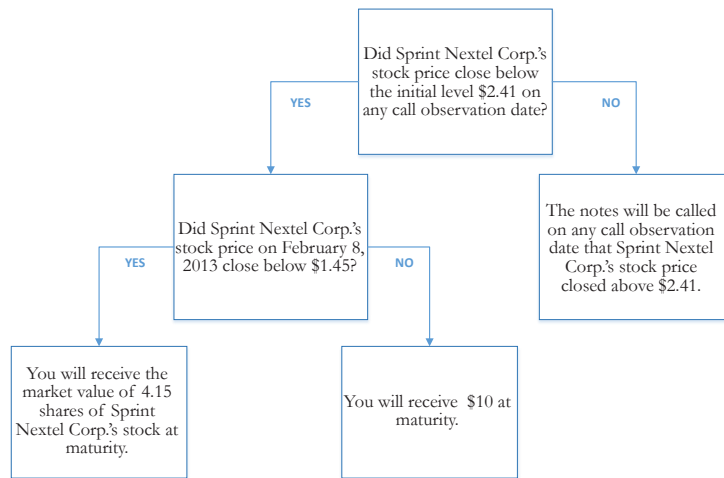 Did Sprint Nextel Corp.'s
stock price close below
the initial level $2.41 on
any call observation date?
YES
NO
Did Sprint Nextel Corp.'s
stock price on February 8,
2013 close below $1.45?
The notes will be called
on any call observation
date that Sprint Nextel
Corp.'s stock price
closed above $2.41.
YES
NO
You will receive the
market value of 4.15
shares of Sprint
Nextel Corp.'s stock at
maturity.
You will receive $10 at
maturity.